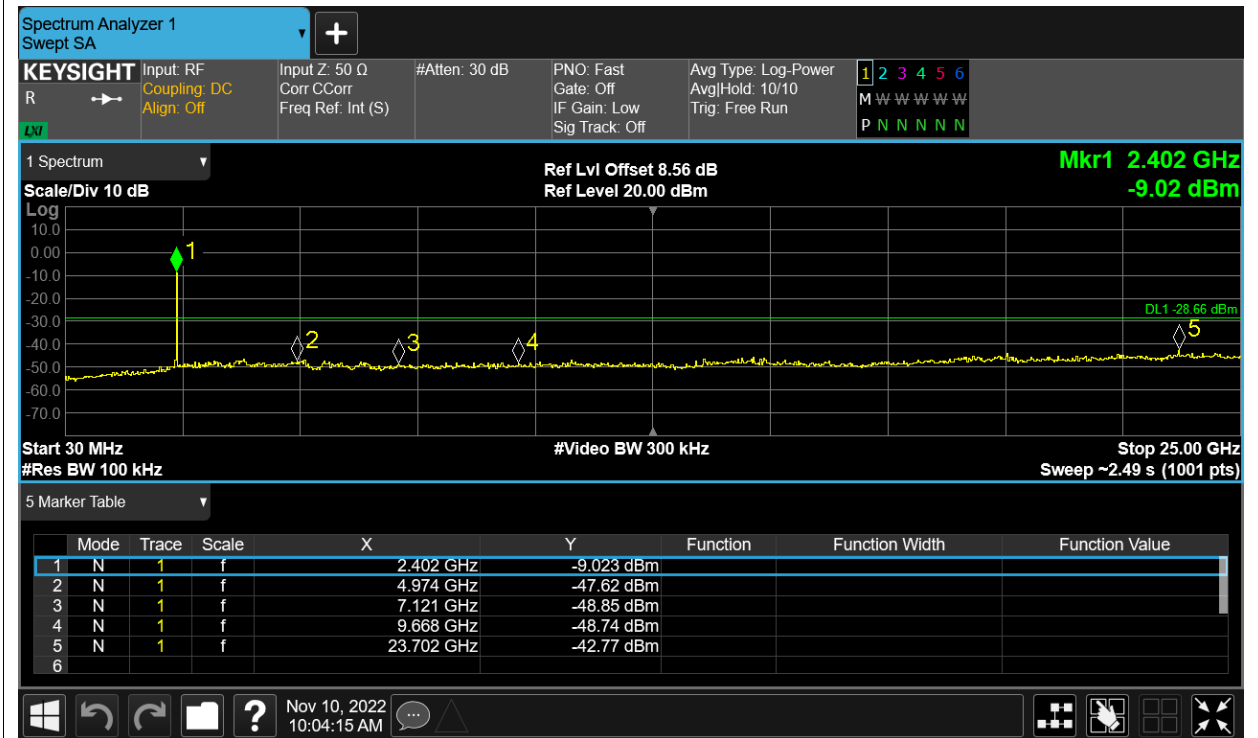 Spectrum Analyzer 1
Swept SA
KEYSIGHT
R
LXI
Input: RF
Coupling: DC
Align: Off
Input Z: 50 Ω
Corr CCorr
Freq Ref: Int (S)
#Atten: 30 dB
PNO: Fast
Gate: Off
IF Gain: Low
Sig Track: Off
Avg Type: Log-Power
Avg|Hold: 10/10
Trig: Free Run
1 2 3 4 5 6
M W W W W W
P N N N N N
1 Spectrum
Scale/Div 10 dB
Ref Lvl Offset 8.56 dB
Ref Level 20.00 dBm
Mkr1 2.402 GHz
-9.02 dBm
Log
10.0
0.00
-10.0
-20.0
-30.0
-40.0
-50.0
-60.0
-70.0
1
2
3
4
5
DL1 -28.66 dBm
Start 30 MHz
#Video BW 300 kHz
Stop 25.00 GHz
#Res BW 100 kHz
Sweep ~2.49 s (1001 pts)
5 Marker Table
Mode Trace Scale X Y Function Function Width Function Value
1 N 1 f 2.402 GHz -9.023 dBm
2 N 1 f 4.974 GHz -47.62 dBm
3 N 1 f 7.121 GHz -48.85 dBm
4 N 1 f 9.668 GHz -48.74 dBm
5 N 1 f 23.702 GHz -42.77 dBm
6
?
Nov 10, 2022
10:04:15 AM